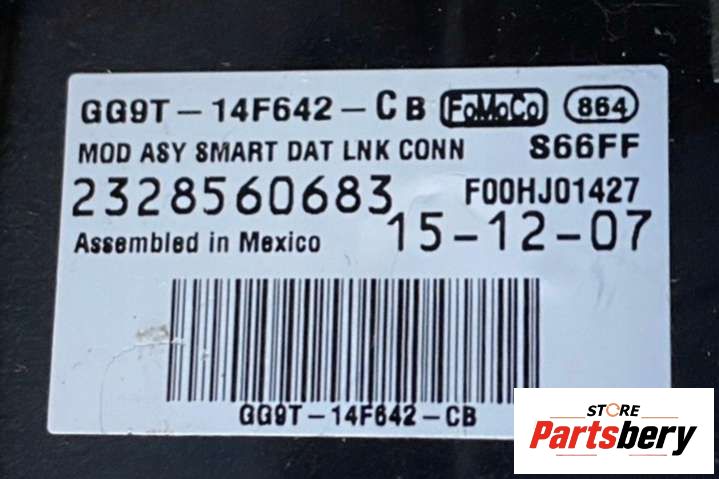 GG9T-14F642-CB FoMoCo 864
MOD ASY SMART DAT LNK CONN S66FF
2328560683 F00HJ01427
Assembled in Mexico 15-12-07
GG9T-14F642-CB
STORE
Partsbery